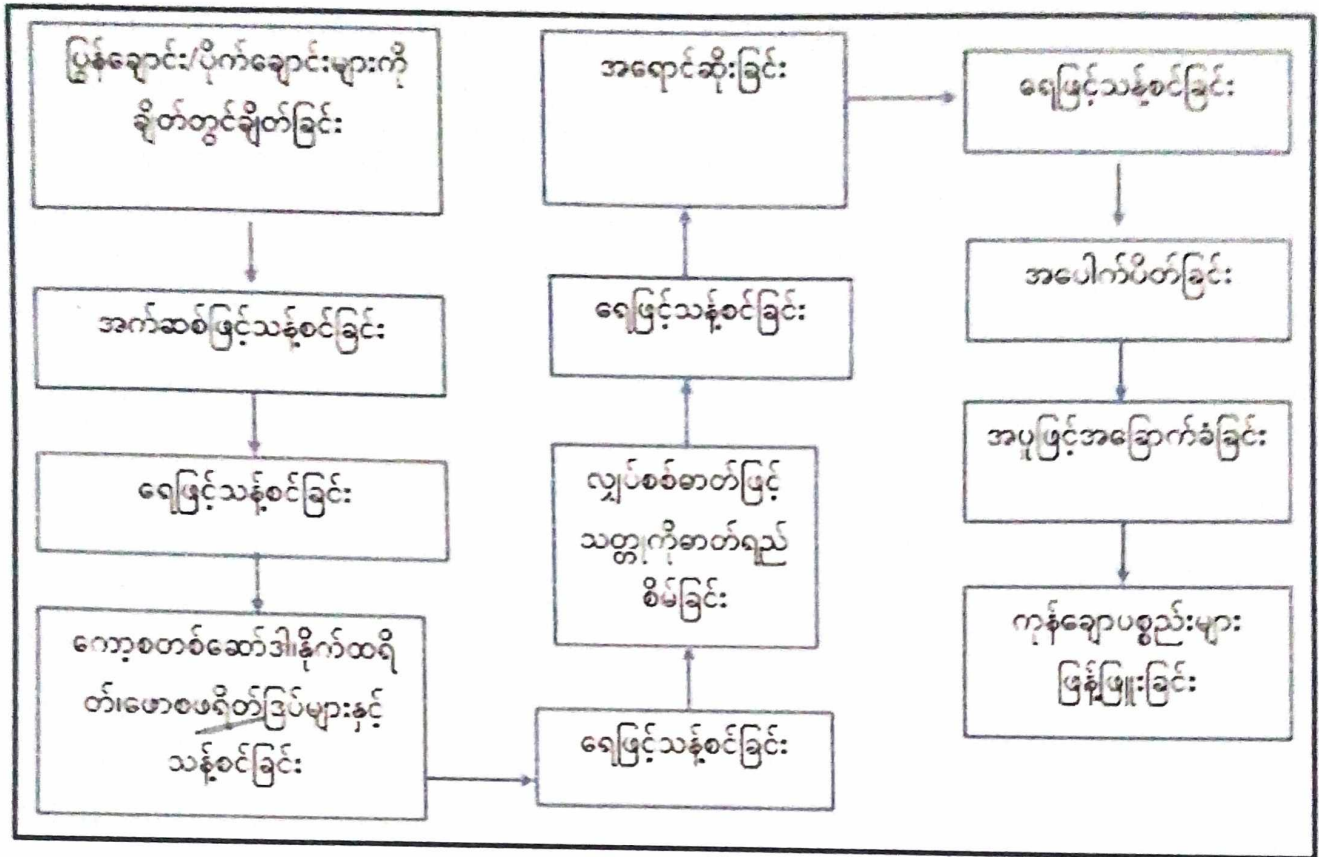 ပြွန်ချောင်း/ပိုက်ချောင်းများကို
ချိတ်တွင်ချိတ်ခြင်း
အက်ဆစ်ဖြင့်သန့်စင်ခြင်း
ရေဖြင့်သန့်စင်ခြင်း
ကော့စတစ်ဆော်ဒါ၊နိုက်ထရိ
တ်၊ဖောစဖရိတ်ဒြပ်များနှင့်
သန့်စင်ခြင်း
ရေဖြင့်သန့်စင်ခြင်း
လျှပ်စစ်ဓာတ်ဖြင့်
သတ္တုကိုဓာတ်ရည်
စိမ်ခြင်း
ရေဖြင့်သန့်စင်ခြင်း
အရောင်ဆိုးခြင်း
ရေဖြင့်သန့်စင်ခြင်း
အပေါက်ပိတ်ခြင်း
အပူဖြင့်အခြောက်ခံခြင်း
ကုန်ချောပစ္စည်းများ
ဖြန့်ဖြူးခြင်း